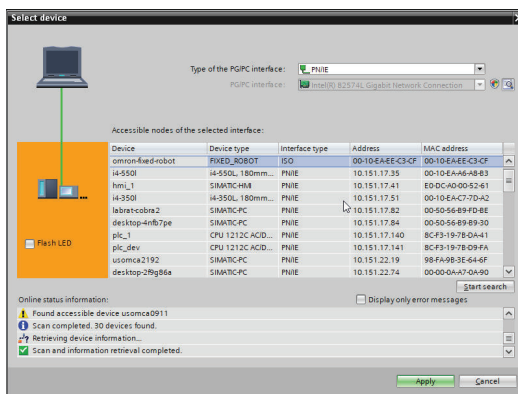 Select device
Type of the PG/PC interface: PN/IE
PG/PC interface: Intel(R) 82574L Gigabit Network Connection
Accessible nodes of the selected interface:
Device Device type Interface type Address MAC address
omron-fixed-robot FIXED_ROBOT ISO 00-10-EA-EE-C3-CF 00-10-EA-EE-C3-CF
i4-550l i4-550L, 180mm... PN/IE 10.151.17.35 00-10-EA-A6-A8-B3
hmi_1 SIMATIC-HMI PN/IE 10.151.17.41 E0-DC-A0-00-52-61
i4-350l i4-350L, 180mm... PN/IE 10.151.17.51 00-10-EA-C7-7D-A2
labrat-cobra2 SIMATIC-PC PN/IE 10.151.17.82 00-50-56-B9-FD-BE
desktop-4nfb7pe SIMATIC-PC PN/IE 10.151.17.84 00-50-56-B9-B9-30
plc_1 CPU 1212C AC/D... PN/IE 10.151.17.140 8C-F3-19-7B-DA-41
plc_dev CPU 1212C AC/D... PN/IE 10.151.17.141 8C-F3-19-7B-D9-FA
usomca2192 SIMATIC-PC PN/IE 10.151.22.19 98-FA-9B-3E-64-6F
desktop-2f9g86a SIMATIC-PC PN/IE 10.151.22.74 00-00-0A-A7-0A-90
Flash LED
Start search
Online status information:
Display only error messages
Found accessible device usomca0911
Scan completed. 30 devices found.
Retrieving device information...
Scan and information retrieval completed.
Apply Cancel